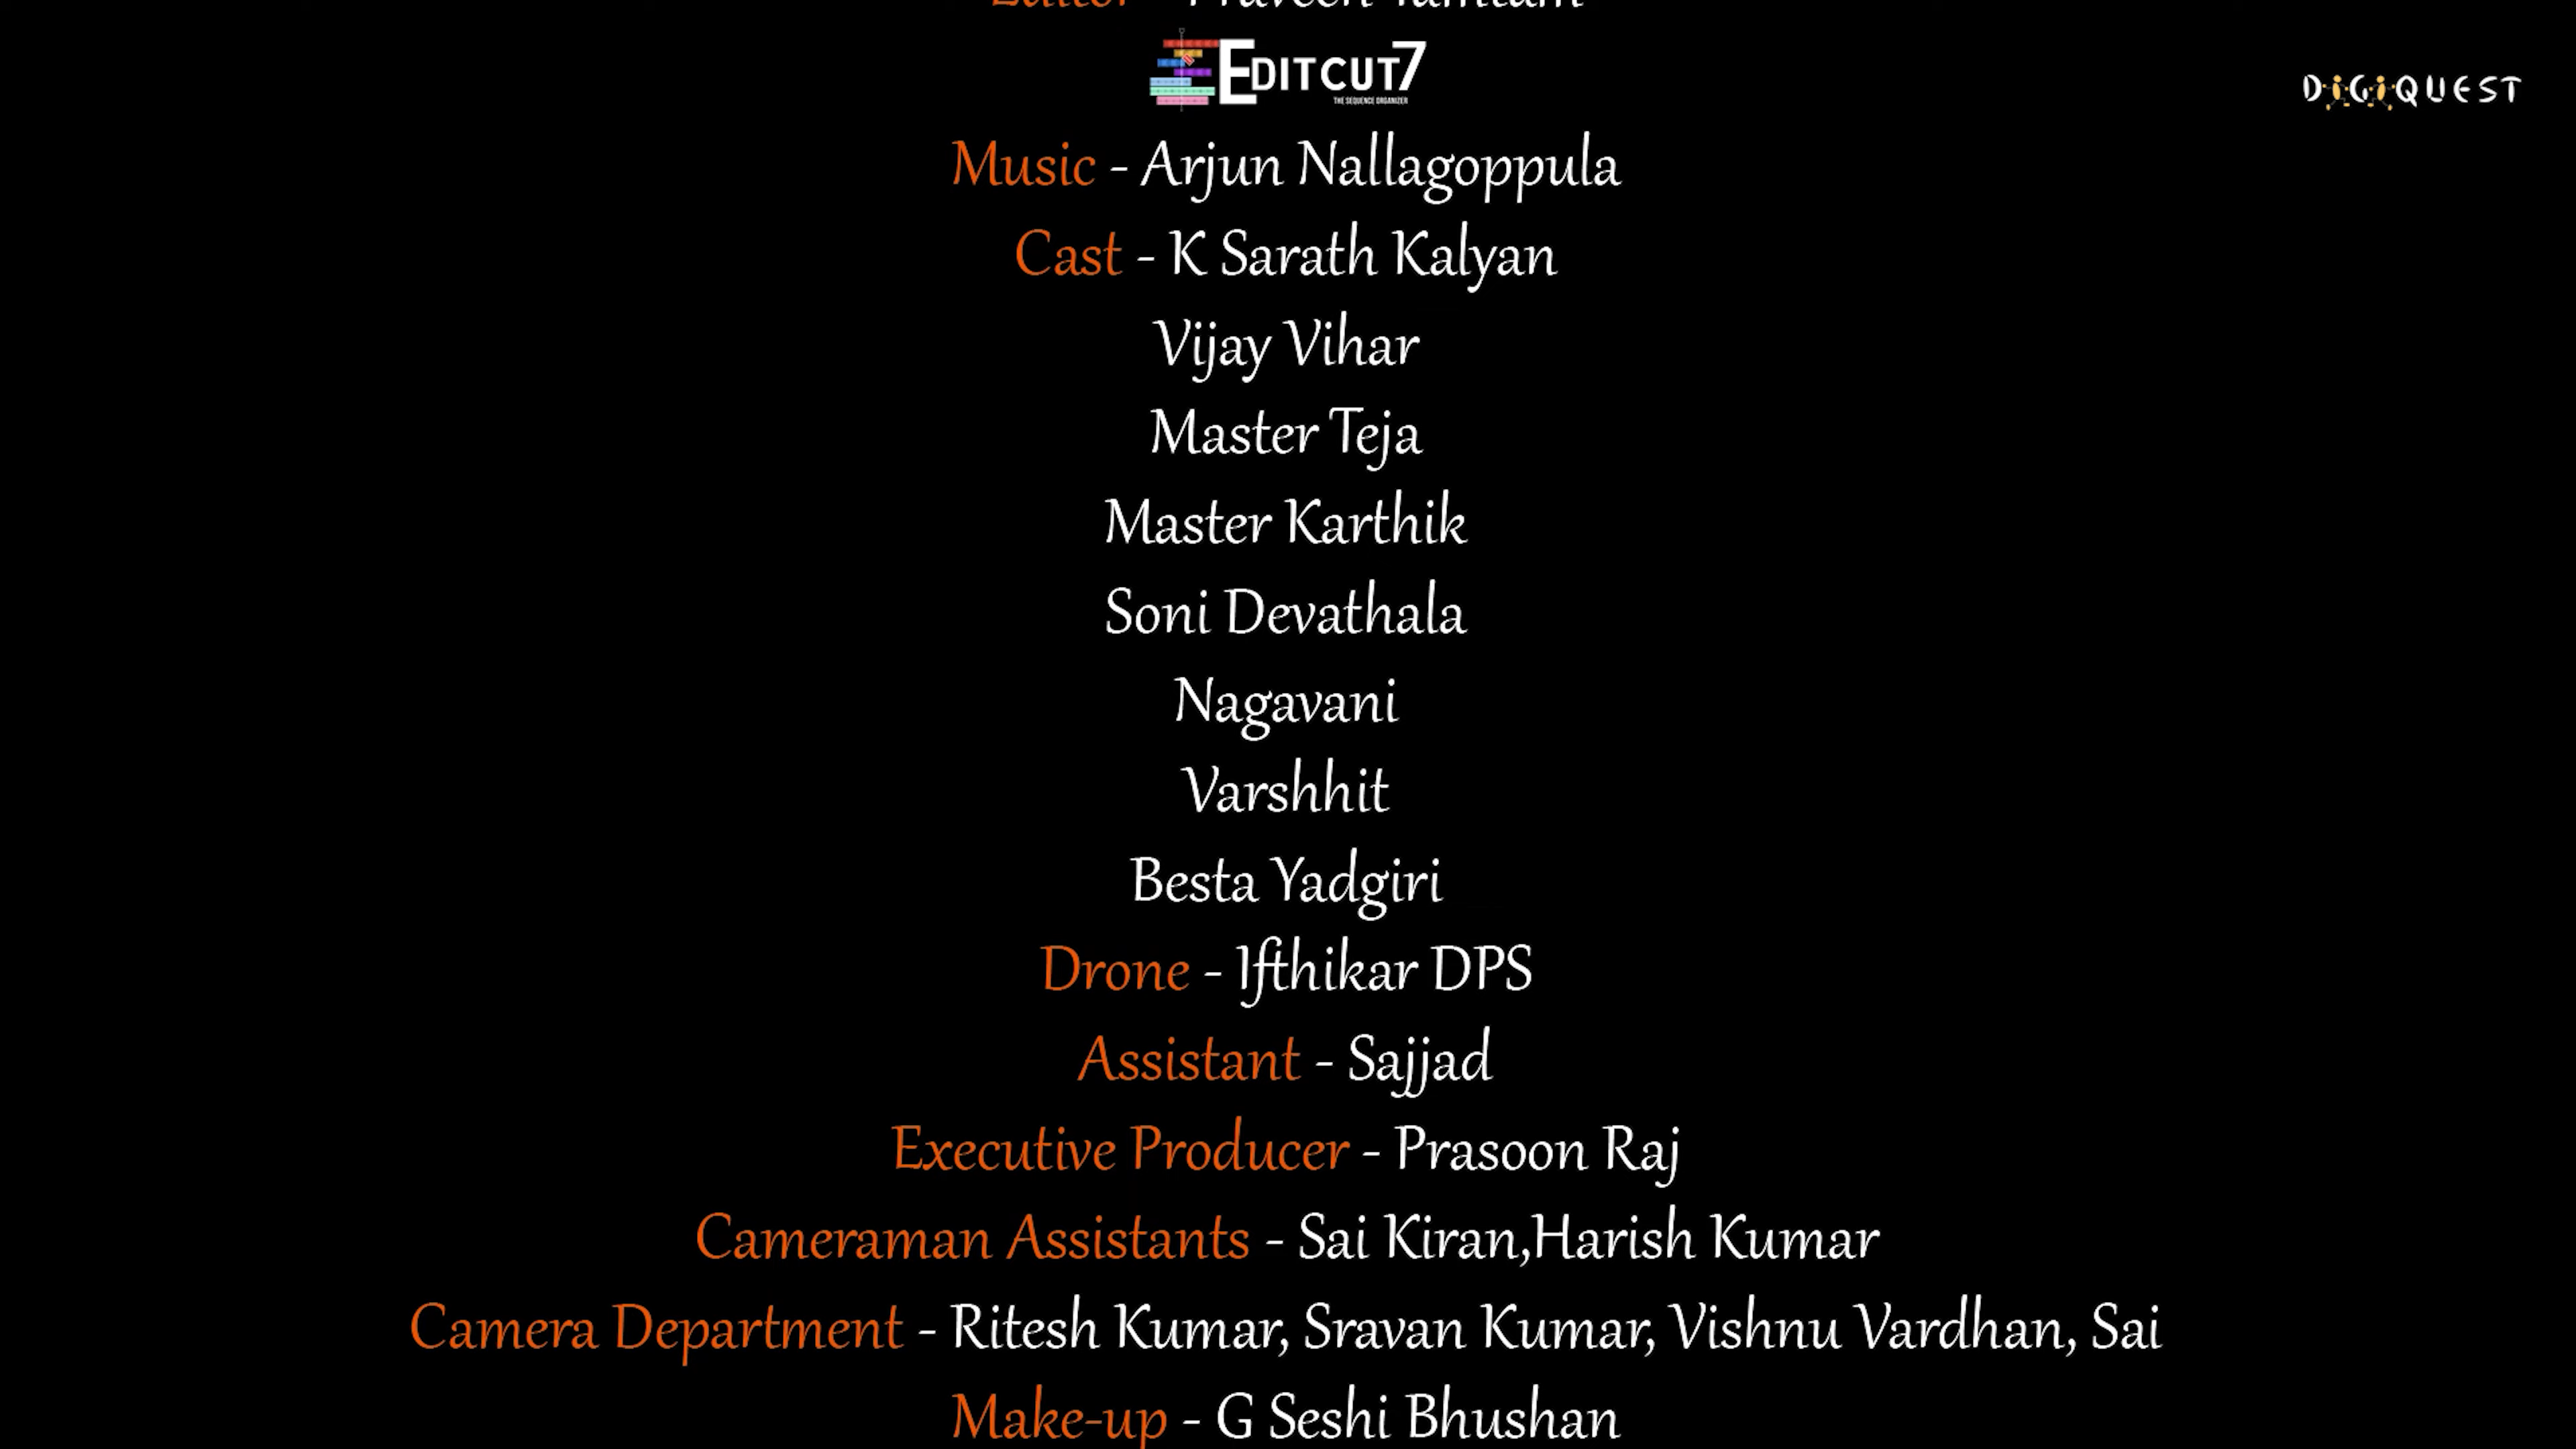 EDITCUT7
THE SEQUENCE ORGANIZER
DIGIQUEST
Music - Arjun Nallagoppula
Cast - K Sarath Kalyan
Vijay Vihar
Master Teja
Master Karthik
Soni Devathala
Nagavani
Varshhit
Besta Yadgiri
Drone - Ifthikar DPS
Assistant - Sajjad
Executive Producer - Prasoon Raj
Cameraman Assistants - Sai Kiran,Harish Kumar
Camera Department - Ritesh Kumar, Sravan Kumar, Vishnu Vardhan, Sai
Make-up - G Seshi Bhushan